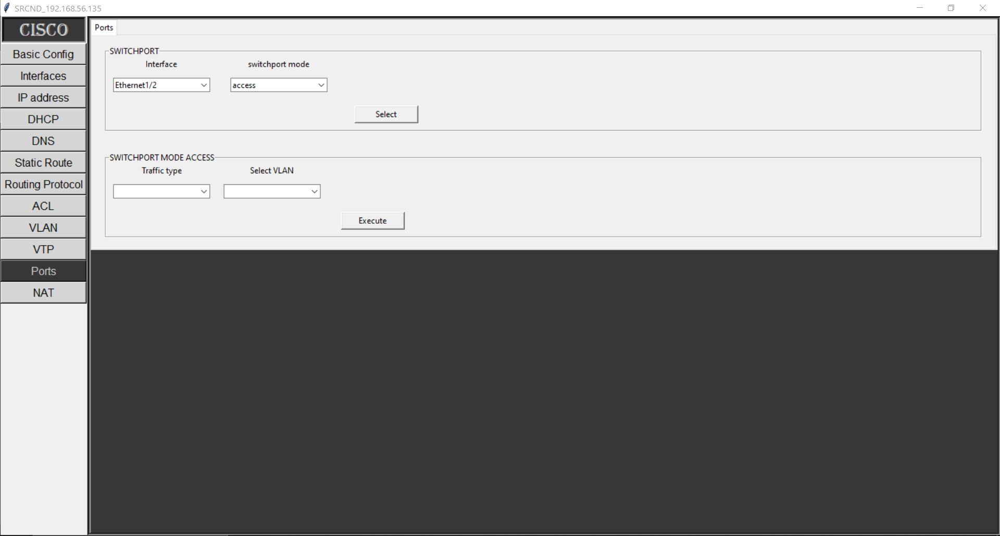 SRCND_192.168.56.135
CISCO
Basic Config
Interfaces
IP address
DHCP
DNS
Static Route
Routing Protocol
ACL
VLAN
VTP
Ports
NAT
Ports
SWITCHPORT
Interface switchport mode
Ethernet1/2 access
Select
SWITCHPORT MODE ACCESS
Traffic type Select VLAN
Execute